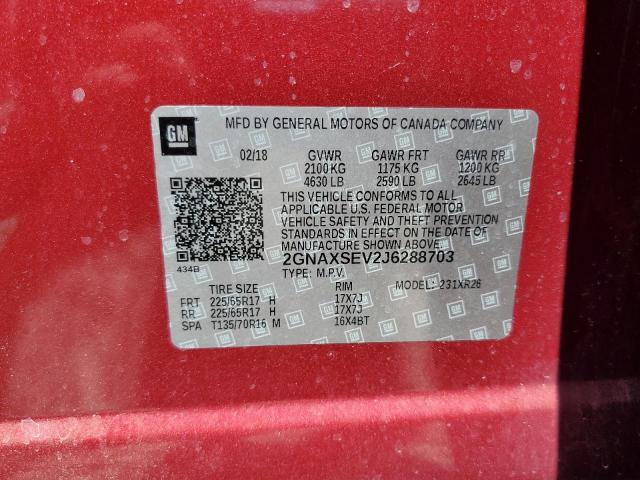 GM
MFD BY GENERAL MOTORS OF CANADA COMPANY
02/18 GVWR GAWR FRT GAWR RR
2100 KG 1175 KG 1200 KG
4630 LB 2590 LB 2645 LB
THIS VEHICLE CONFORMS TO ALL
APPLICABLE U.S. FEDERAL MOTOR
VEHICLE SAFETY AND THEFT PREVENTION
STANDARDS IN EFFECT ON THE DATE OF
MANUFACTURE SHOWN ABOVE.
434B
2GNAXSEV2J6288703
TYPE: M.P.V. MODEL: 231XR26
TIRE SIZE RIM
FRT 225/65R17 H 17X7J
RR 225/65R17 H 17X7J
SPA T135/70R16 M 16X4BT